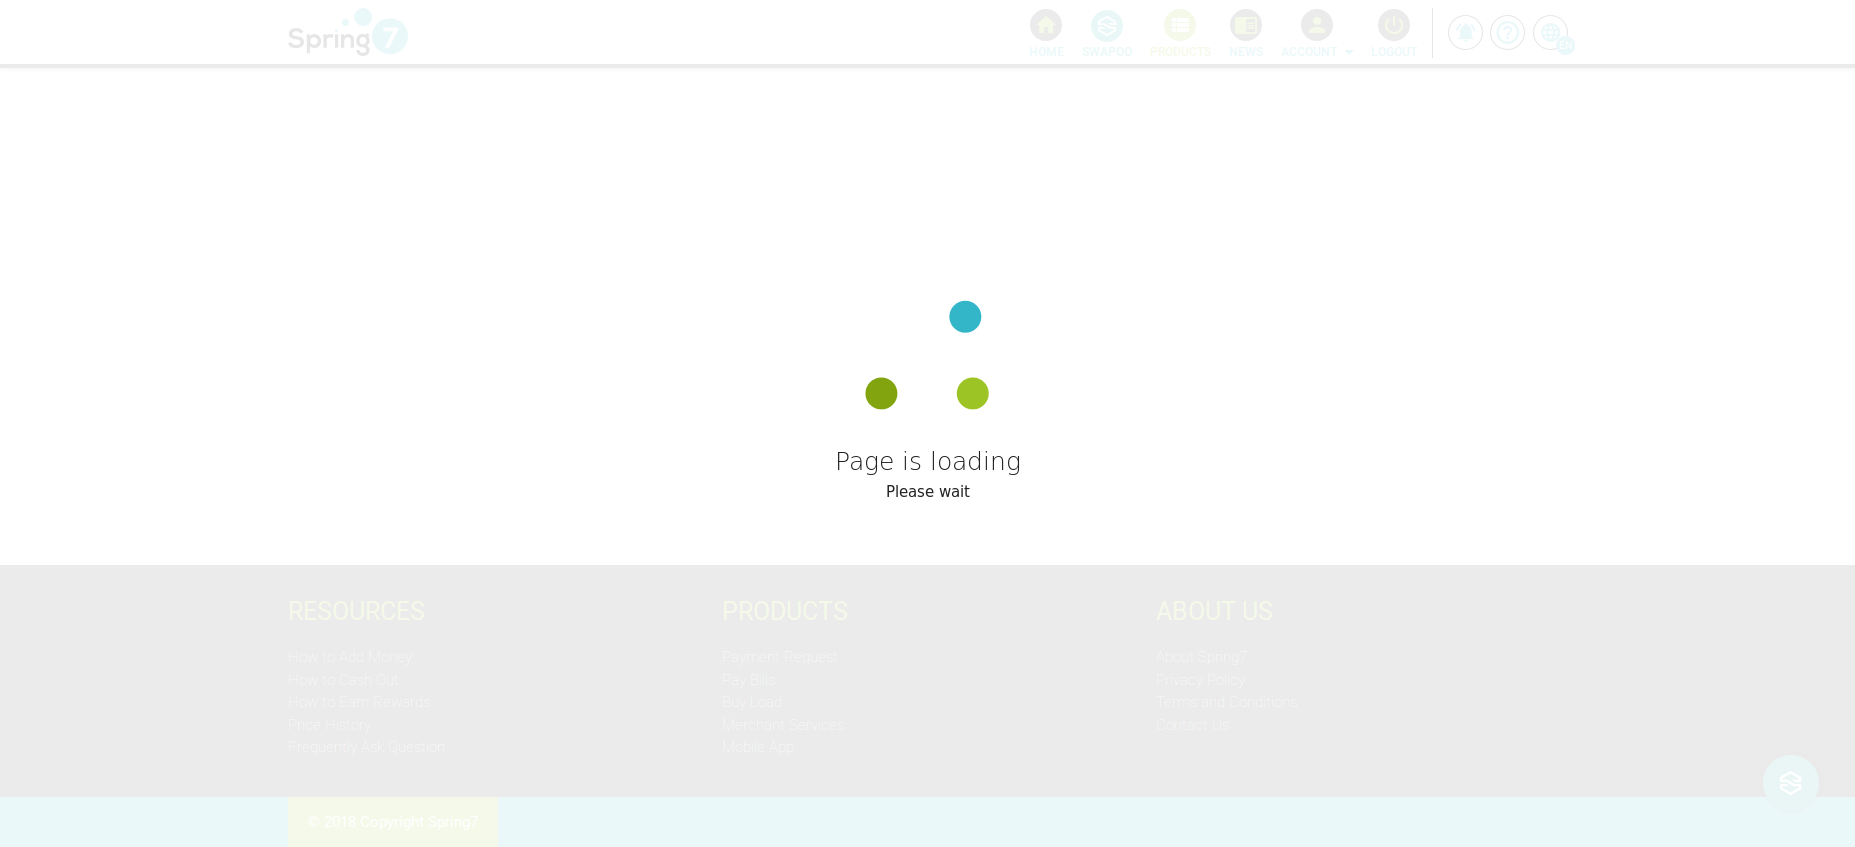 Spring7
HOME
SWAPOO
PRODUCTS
NEWS
ACCOUNT
LOGOUT
EN
Page is loading
Please wait
RESOURCES
How to Add Money
How to Cash Out
How to Earn Rewards
Price History
Frequently Ask Question
PRODUCTS
Payment Request
Pay Bills
Buy Load
Merchant Services
Mobile App
ABOUT US
About Spring7
Privacy Policy
Terms and Conditions
Contact Us
© 2018 Copyright Spring7